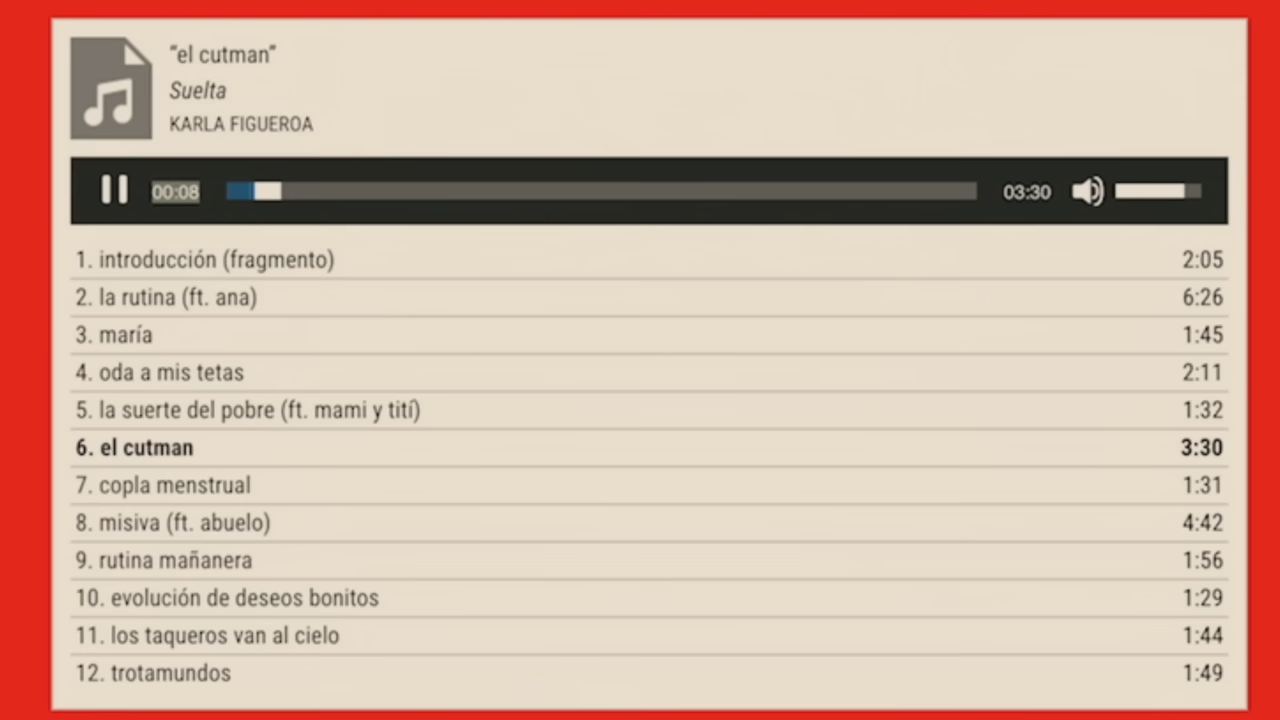 “el cutman”
Suelta
KARLA FIGUEROA
00:08 03:30
1. introducción (fragmento) 2:05
2. la rutina (ft. ana) 6:26
3. maría 1:45
4. oda a mis tetas 2:11
5. la suerte del pobre (ft. mami y tití) 1:32
6. el cutman 3:30
7. copla menstrual 1:31
8. misiva (ft. abuelo) 4:42
9. rutina mañanera 1:56
10. evolución de deseos bonitos 1:29
11. los taqueros van al cielo 1:44
12. trotamundos 1:49